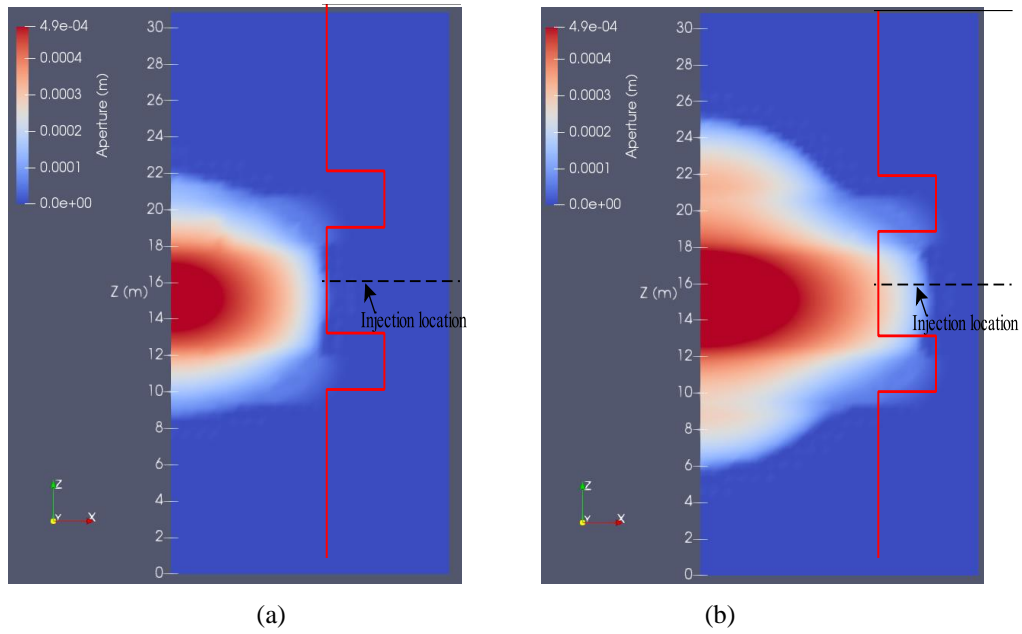 4.9e-04
0.0004
0.0003
0.0002
0.0001
0.0e+00
Aperture (m)
30
28
26
24
22
20
18
16
Z (m)
14
12
10
8
6
4
2
0
Injection location
Z
Y
X
(a)
4.9e-04
0.0004
0.0003
0.0002
0.0001
0.0e+00
Aperture (m)
30
28
26
24
22
20
18
16
Z (m)
14
12
10
8
6
4
2
0
Injection location
Z
Y
X
(b)